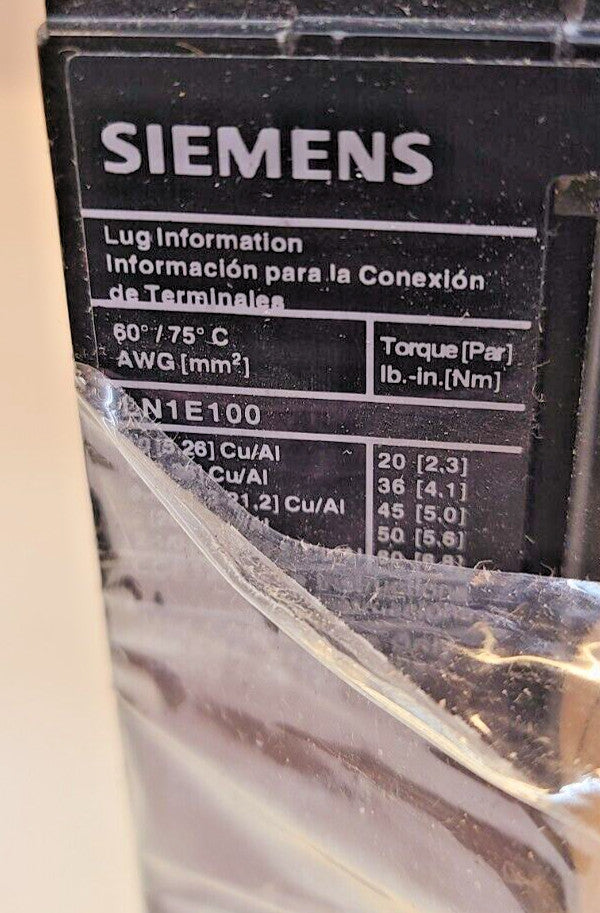 SIEMENS
Lug Information
Información para la Conexión
de Terminales
60° / 75° C
AWG [mm²]
Torque [Par]
lb.-in.[Nm]
N1E100
Cu/Al
20 [2,3]
Cu/Al
36 [4,1]
Cu/Al
45 [5,0]
50 [5,6]